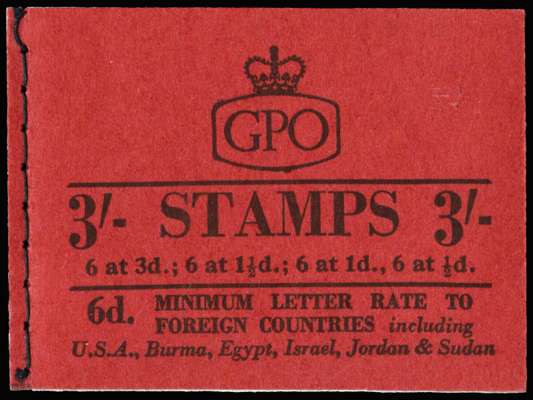 GPO
3/- STAMPS 3/-
6 at 3d.; 6 at 1½d.; 6 at 1d., 6 at ½d.
6d. MINIMUM LETTER RATE TO
FOREIGN COUNTRIES including
U.S.A., Burma, Egypt, Israel, Jordan & Sudan